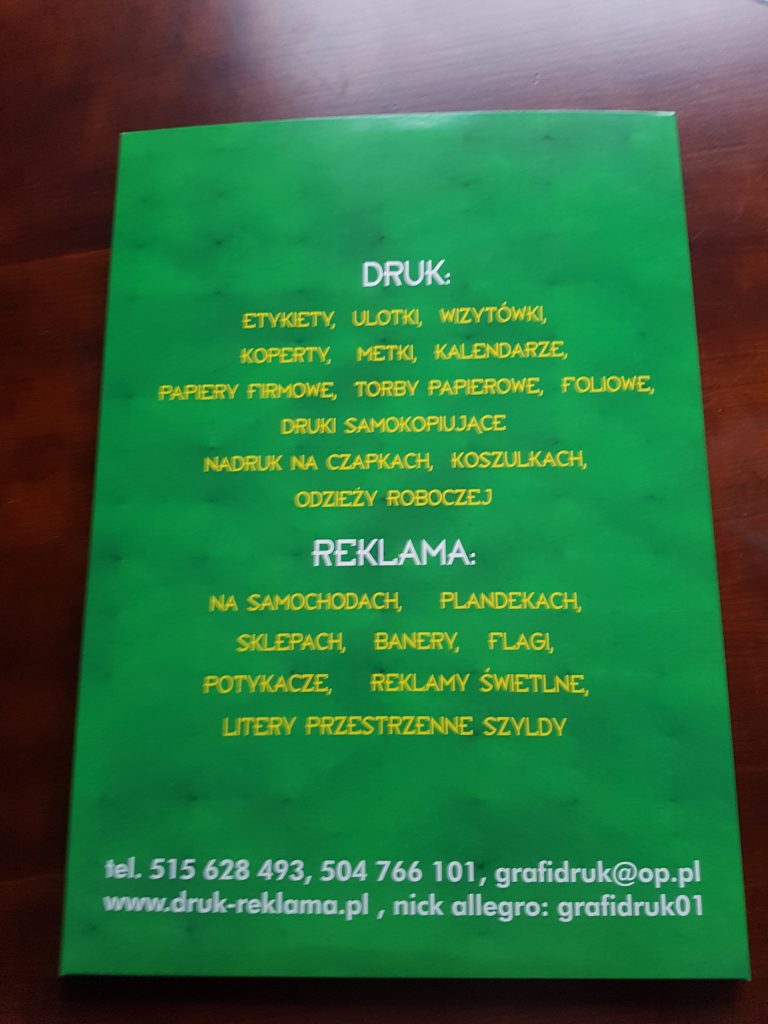 DRUK:
ETYKIETY, ULOTKI, WIZYTÓWKI,
KOPERTY, METKI, KALENDARZE,
PAPIERY FIRMOWE, TORBY PAPIEROWE, FOLIOWE,
DRUKI SAMOKOPIUJĄCE
NADRUK NA CZAPKACH, KOSZULKACH,
ODZIEŻY ROBOCZEJ
REKLAMA:
NA SAMOCHODACH, PLANDEKACH,
SKLEPACH, BANERY, FLAGI,
POTYKACZE, REKLAMY ŚWIETLNE,
LITERY PRZESTRZENNE SZYLDY
tel. 515 628 493, 504 766 101, grafidruk@op.pl
www.druk-reklama.pl , nick allegro: grafidruk01